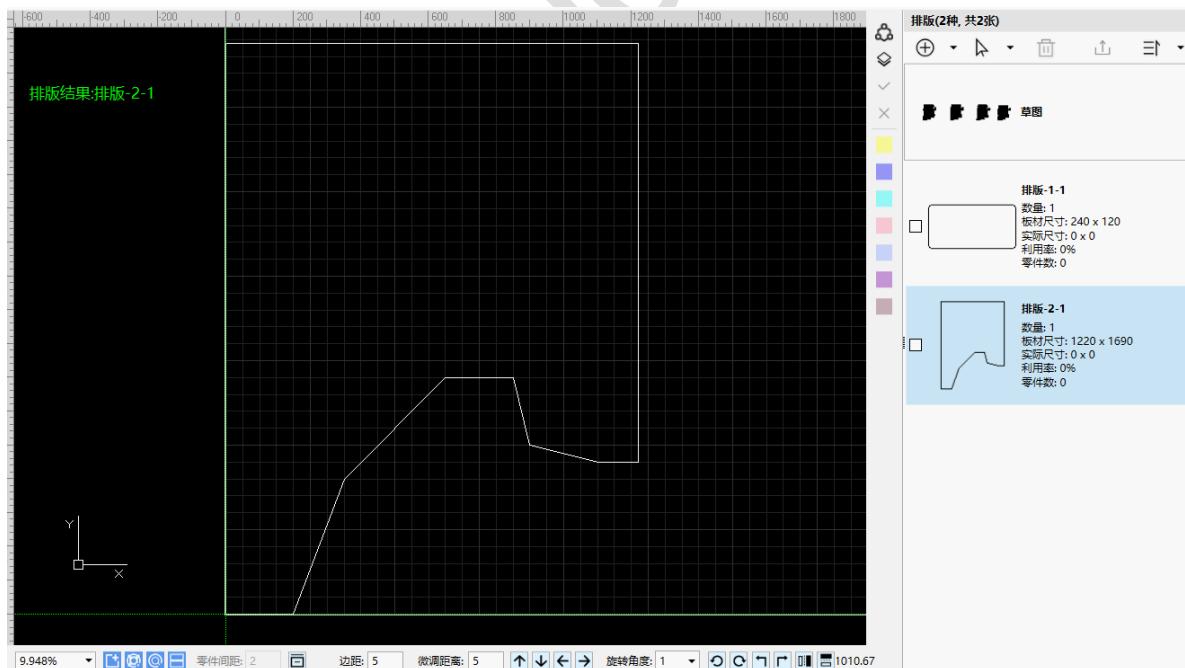 -600 -400 -200 0 200 400 600 800 1000 1200 1400 1600 1800
排版(2种, 共2张)
排版结果:排版-2-1
草图
排版-1-1
数量: 1
板材尺寸: 240 x 120
实际尺寸: 0 x 0
利用率: 0%
零件数: 0
排版-2-1
数量: 1
板材尺寸: 1220 x 1690
实际尺寸: 0 x 0
利用率: 0%
零件数: 0
Y
X
9.948% 零件间距: 2 边距: 5 微调距离: 5 旋转角度: 1 1010.67